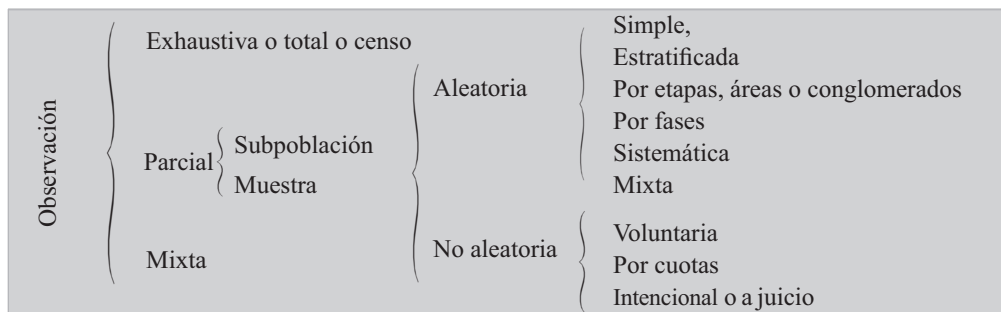 Observación
Exhaustiva o total o censo
Parcial
Subpoblación
Muestra
Mixta
Aleatoria
Simple,
Estratificada
Por etapas, áreas o conglomerados
Por fases
Sistemática
Mixta
No aleatoria
Voluntaria
Por cuotas
Intencional o a juicio